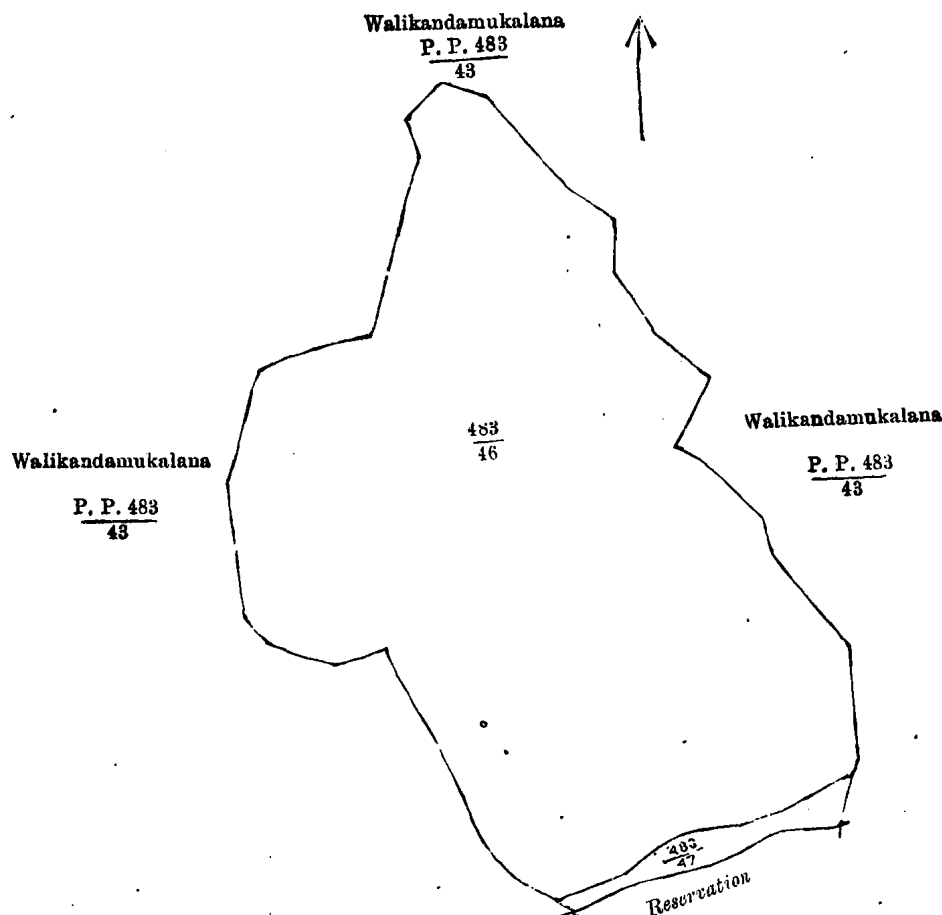 Walikandamukalana
P. P. 483
43
483
46
Walikandamukalana
P. P. 483
43
Walikandamukalana
P. P. 483
43
483
47
Reservation